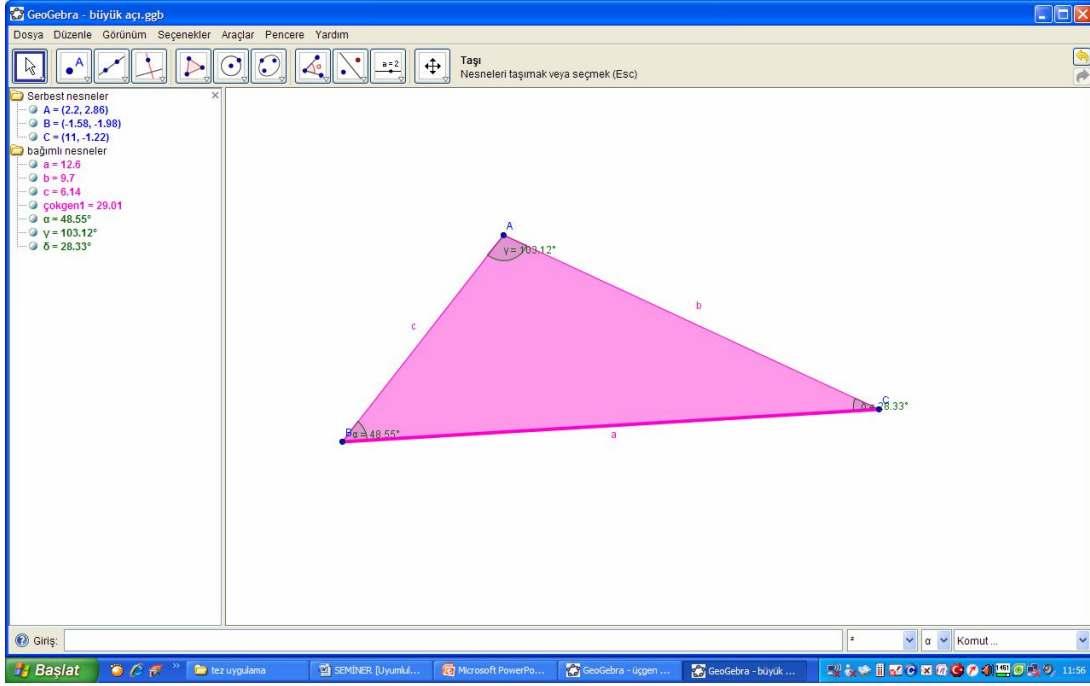 GeoGebra - büyük açı.ggb
Dosya Düzenle Görünüm Seçenekler Araçlar Pencere Yardım
A
α
a=2
Taşı
Nesneleri taşımak veya seçmek (Esc)
Serbest nesneler
A = (2.2, 2.86)
B = (-1.58, -1.98)
C = (11, -1.22)
bağımlı nesneler
a = 12.6
b = 9.7
c = 6.14
çokgen1 = 29.01
α = 48.55°
γ = 103.12°
δ = 28.33°
A
γ = 103.12°
b
c
C
δ = 28.33°
B
α = 48.55°
a
Giriş:
α
Komut ...
Başlat
tez uygulama
SEMİNER [Uyumlul...
Microsoft PowerPo...
GeoGebra - üçgen ...
GeoGebra - büyük ...
11:56